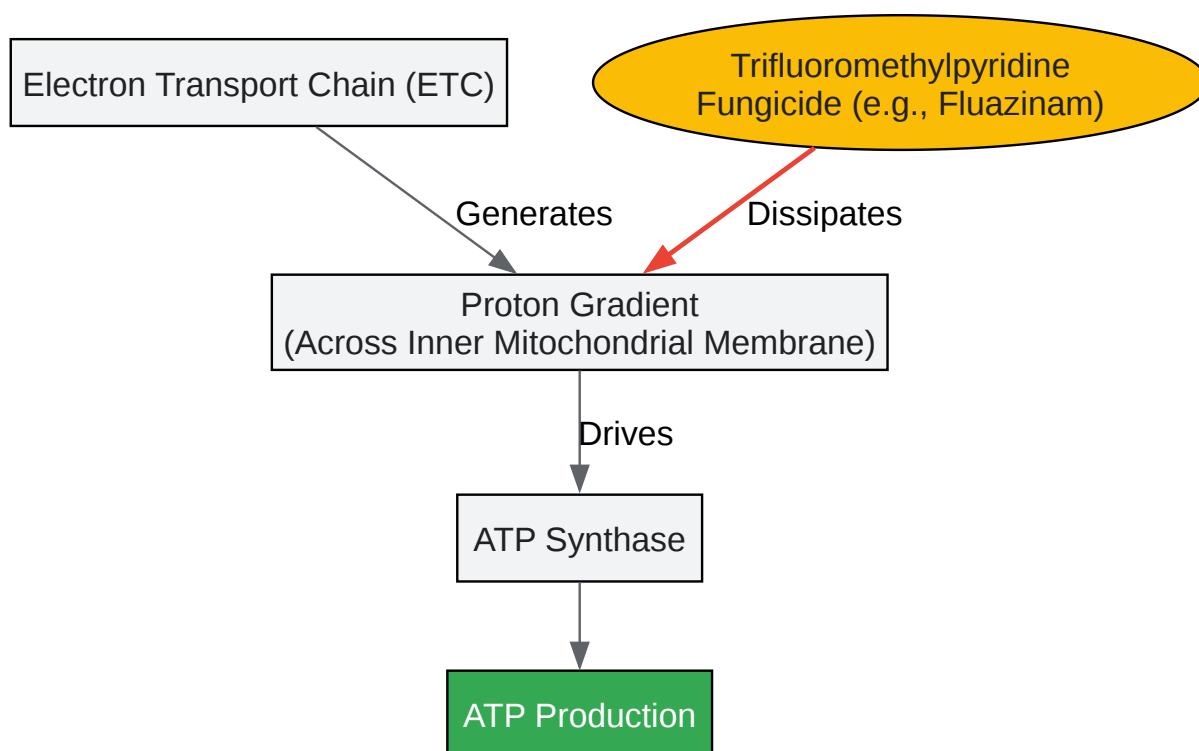 Electron Transport Chain (ETC)
Trifluoromethylpyridine
Fungicide (e.g., Fluazinam)
Generates
Dissipates
Proton Gradient
(Across Inner Mitochondrial Membrane)
Drives
ATP Synthase
ATP Production